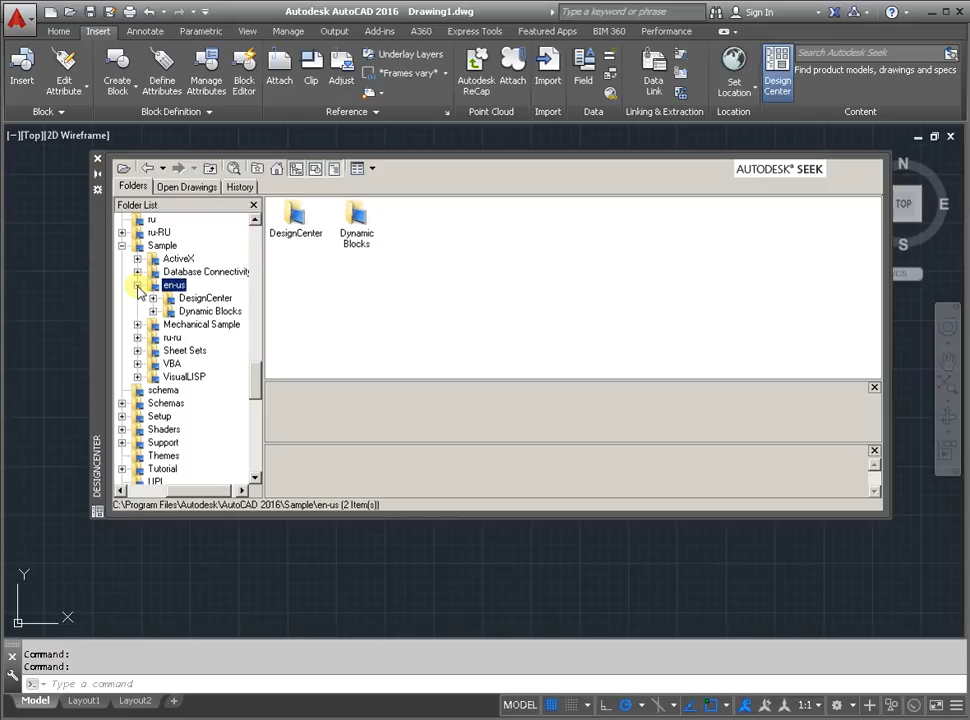 Autodesk AutoCAD 2016 Drawing1.dwg
Type a keyword or phrase
Sign In
Home Insert Annotate Parametric View Manage Output Add-ins A360 Express Tools Featured Apps BIM 360 Performance
Insert
Edit
Attribute
Create
Block
Define
Attributes
Manage
Attributes
Block
Editor
Attach
Clip
Adjust
Underlay Layers
*Frames vary*
Autodesk
ReCap
Attach
Import
Field
Data
Link
Set
Location
Design
Center
Search Autodesk Seek
Find product models, drawings and specs
Block Block Definition Reference Point Cloud Import Data Linking & Extraction Location Content
[−][Top][2D Wireframe]
AUTODESK® SEEK
Folders Open Drawings History
Folder List
ru
ru-RU
Sample
ActiveX
Database Connectivity
en-us
DesignCenter
Dynamic Blocks
Mechanical Sample
ru-ru
Sheet Sets
VBA
VisualLISP
schema
Schemas
Setup
Shaders
Support
Themes
Tutorial
UPI
DesignCenter
Dynamic
Blocks
DESIGNCENTER
C:\Program Files\Autodesk\AutoCAD 2016\Sample\en-us (2 Item(s))
N
TOP
E
S
Y
X
Command:
Command:
Type a command
Model Layout1 Layout2 +
MODEL
1:1